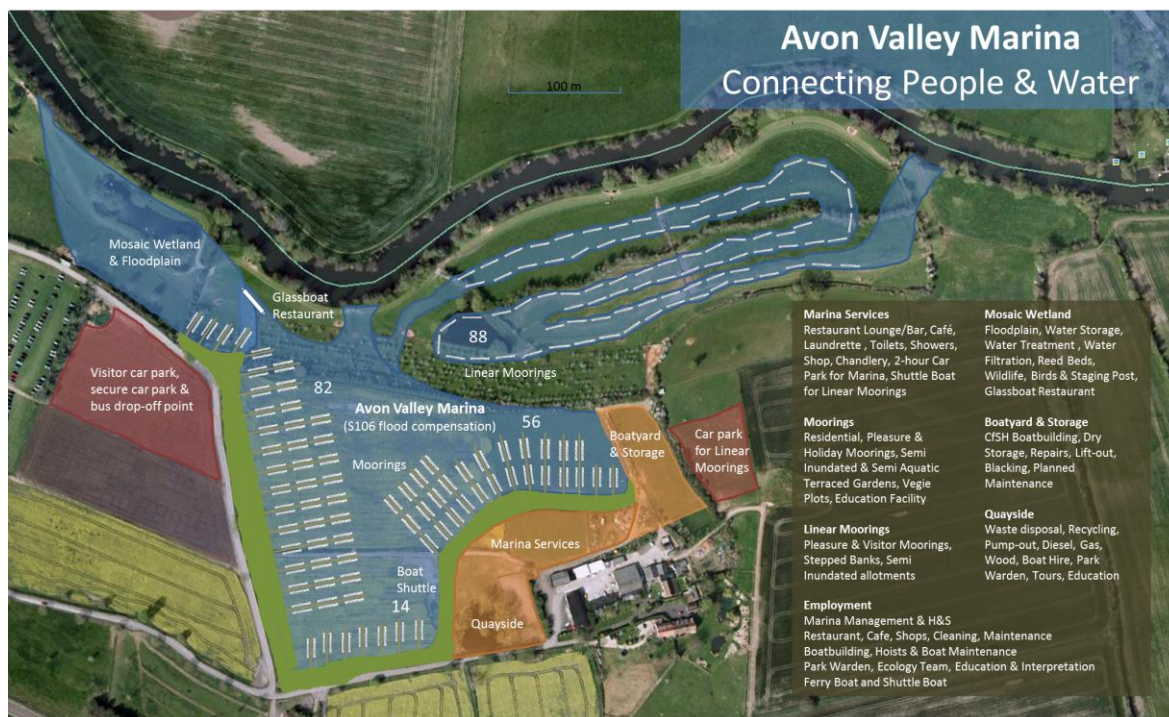 Avon Valley Marina
Connecting People & Water
100 m
Mosaic Wetland
& Floodplain
Glassboat
Restaurant
88
Linear Moorings
Visitor car park,
secure car park &
bus drop-off point
82
Avon Valley Marina
(S106 flood compensation)
56
Moorings
Boatyard
& Storage
Car park
for Linear
Moorings
Marina Services
Boat
Shuttle
14
Quayside
Marina Services
Restaurant Lounge/Bar, Café,
Laundrette , Toilets, Showers,
Shop, Chandlery, 2-hour Car
Park for Marina, Shuttle Boat
for Linear Moorings
Moorings
Residential, Pleasure &
Holiday Moorings, Semi
Inundated & Semi Aquatic
Terraced Gardens, Vegie
Plots, Education Facility
Linear Moorings
Pleasure & Visitor Moorings,
Stepped Banks, Semi
Inundated allotments
Mosaic Wetland
Floodplain, Water Storage,
Water Treatment , Water
Filtration, Reed Beds,
Wildlife, Birds & Staging Post,
Glassboat Restaurant
Boatyard & Storage
CfSH Boatbuilding, Dry
Storage, Repairs, Lift-out,
Blacking, Planned
Maintenance
Quayside
Waste disposal, Recycling,
Pump-out, Diesel, Gas,
Wood, Boat Hire, Park
Warden, Tours, Education
Employment
Marina Management & H&S
Restaurant, Cafe, Shops, Cleaning, Maintenance
Boatbuilding, Hoists & Boat Maintenance
Park Warden, Ecology Team, Education & Interpretation
Ferry Boat and Shuttle Boat